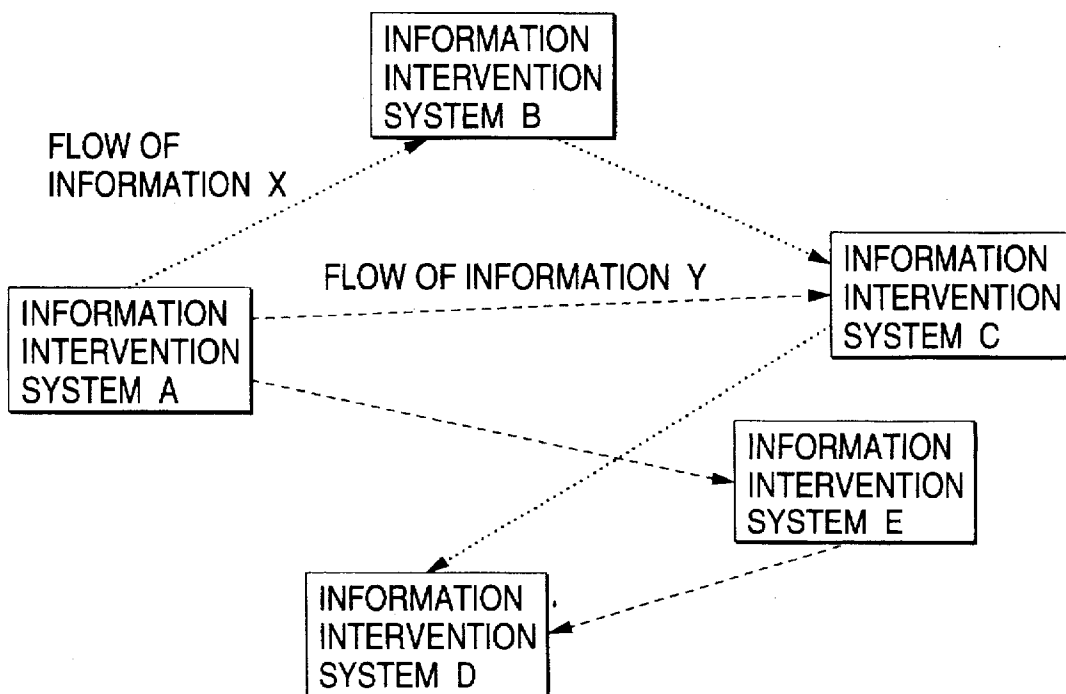 INFORMATION
INTERVENTION
SYSTEM B
FLOW OF
INFORMATION X
FLOW OF INFORMATION Y
INFORMATION
INTERVENTION
SYSTEM C
INFORMATION
INTERVENTION
SYSTEM A
INFORMATION
INTERVENTION
SYSTEM E
INFORMATION
INTERVENTION
SYSTEM D